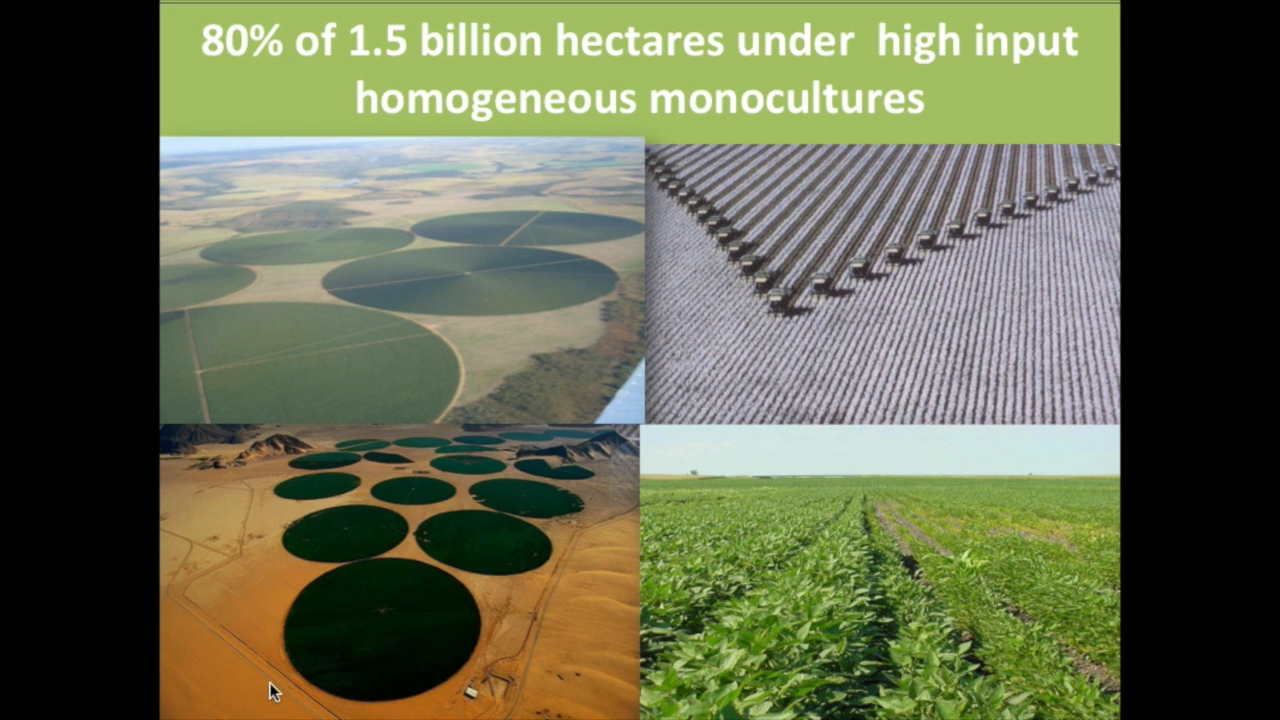 80% of 1.5 billion hectares under  high input
homogeneous monocultures